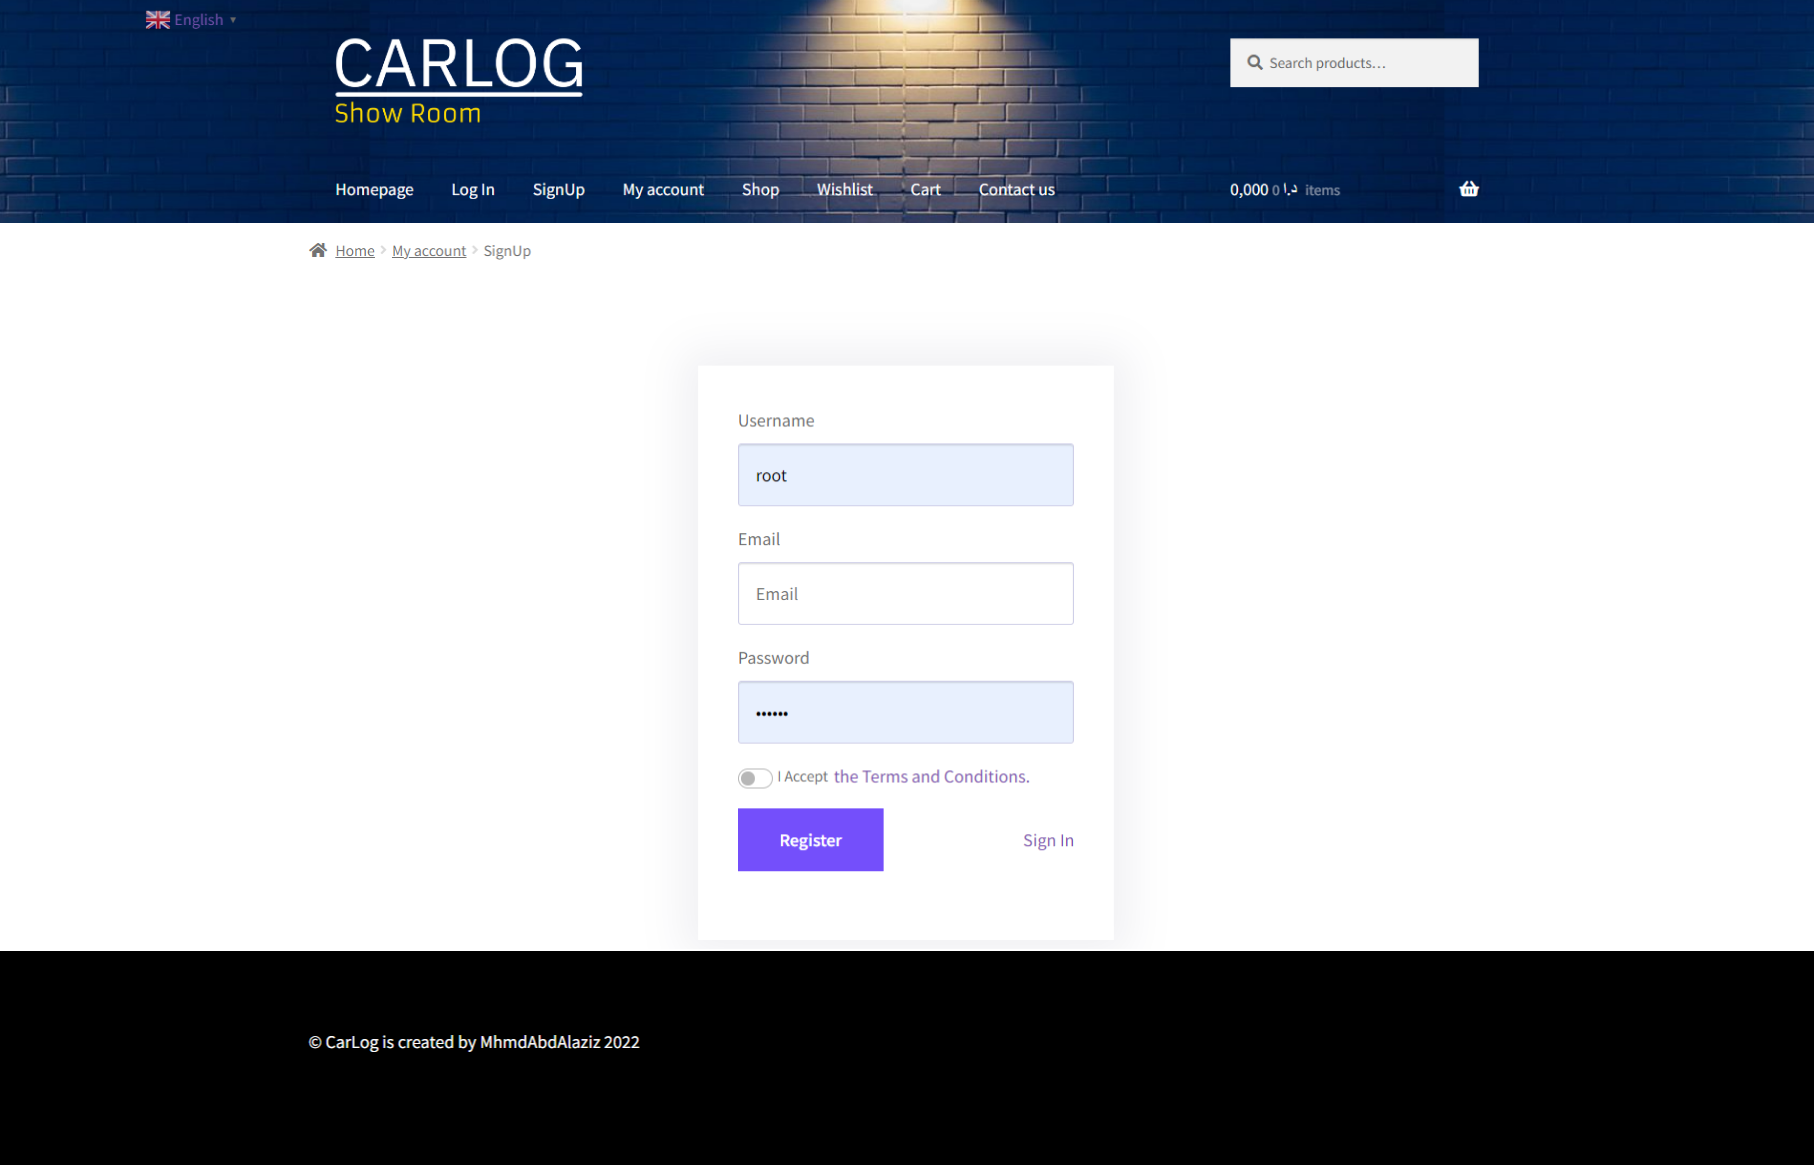 English
CARLOG
Show Room
Search products…
Homepage Log In SignUp My account Shop Wishlist Cart Contact us
0,000 د.ا 0 items
Home My account SignUp
Username
root
Email
Email
Password
••••••
I Accept the Terms and Conditions.
Register Sign In
© CarLog is created by MhmdAbdAlaziz 2022